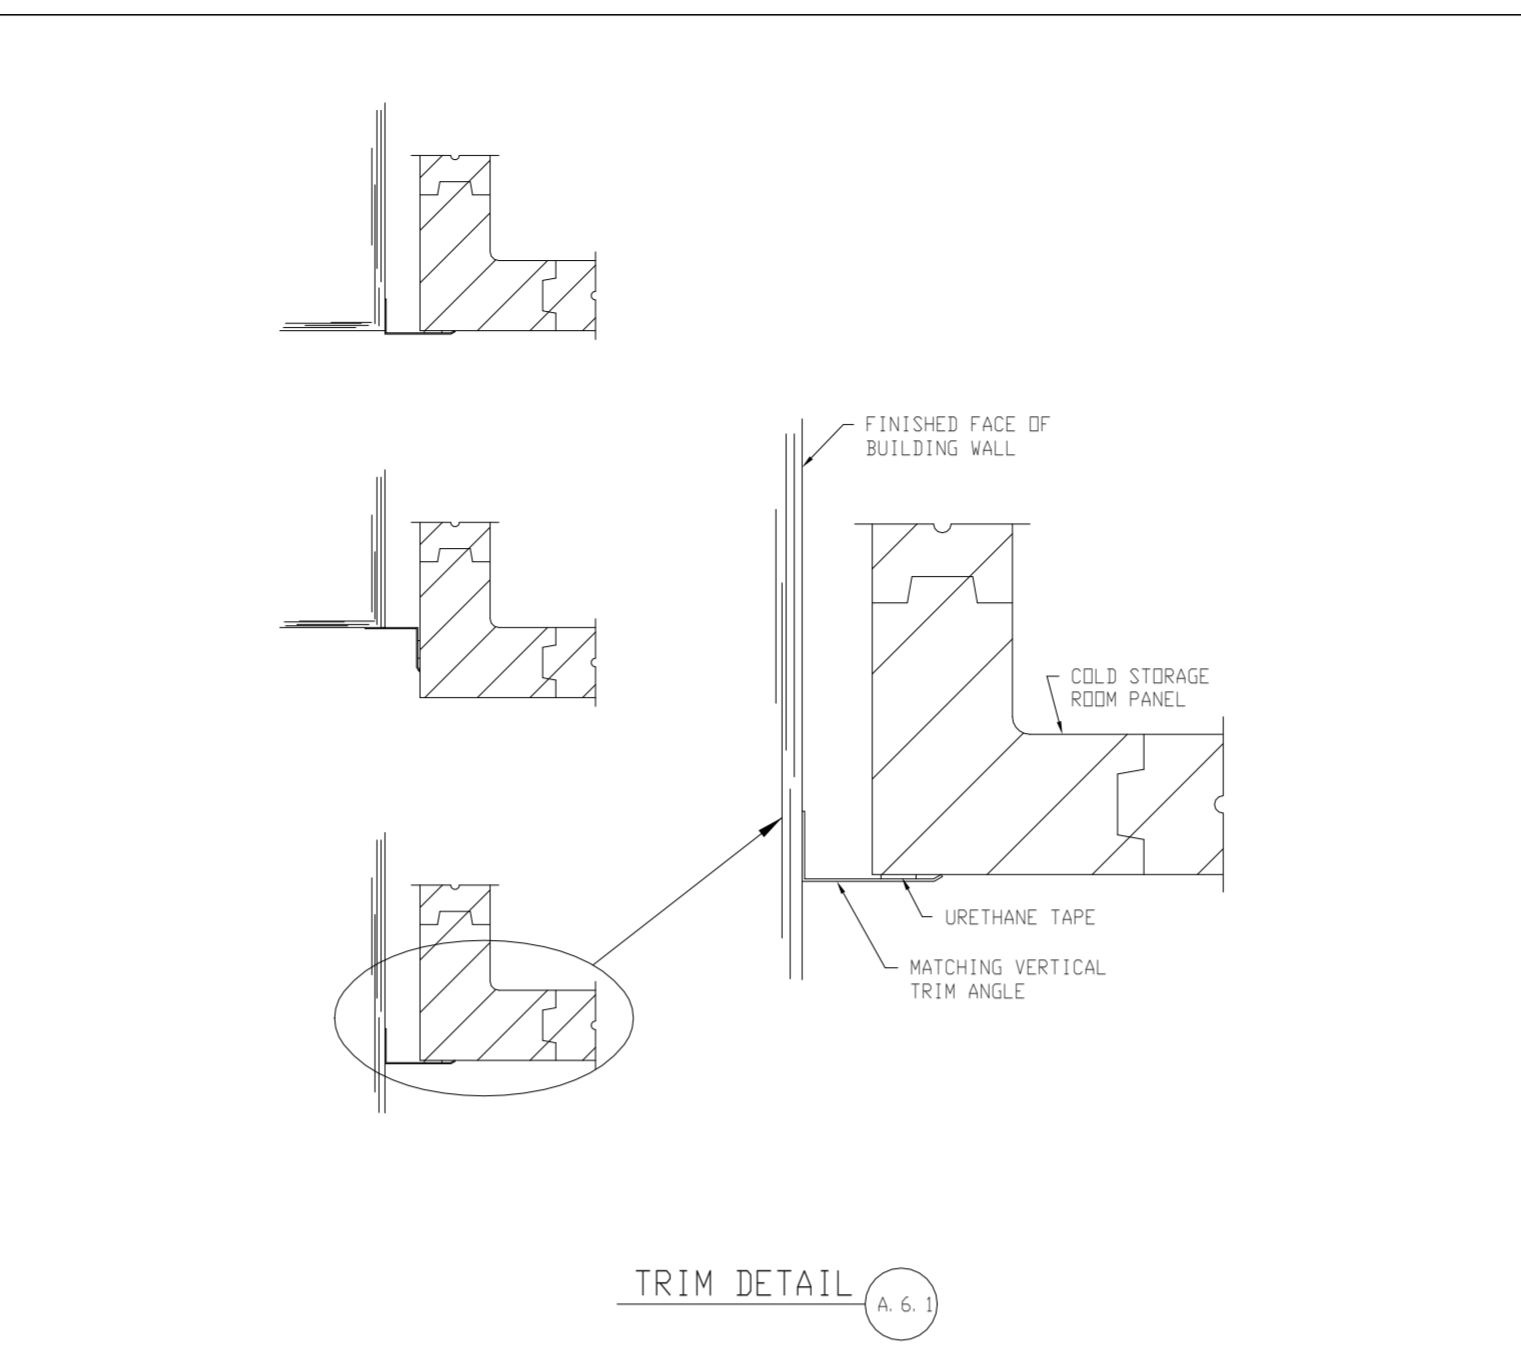 FINISHED FACE OF
BUILDING WALL
COLD STORAGE
ROOM PANEL
URETHANE TAPE
MATCHING VERTICAL
TRIM ANGLE
TRIM DETAIL
A. 6. 1